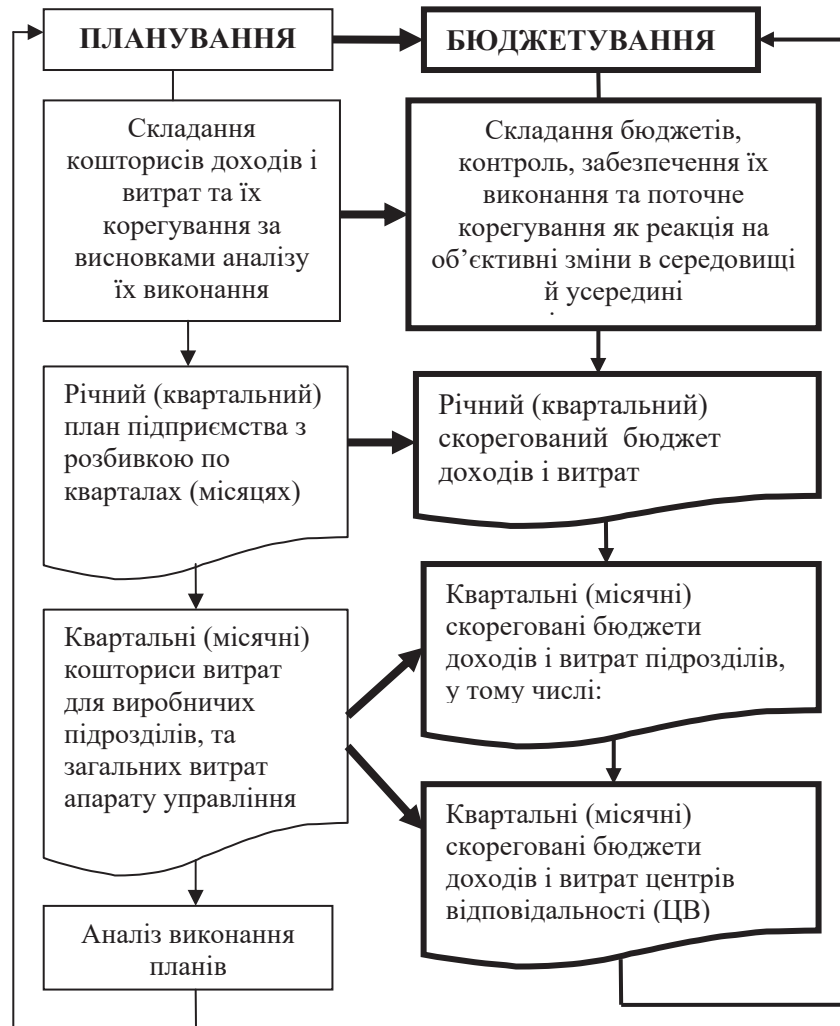 ПЛАНУВАННЯ
БЮДЖЕТУВАННЯ
Складання
кошторисів доходів і
витрат та їх
корегування за
висновками аналізу
їх виконання
Складання бюджетів,
контроль, забезпечення їх
виконання та поточне
корегування як реакція на
об’єктивні зміни в середовищі
й усередині
Річний (квартальний)
план підприємства з
розбивкою по
кварталах (місяцях)
Річний (квартальний)
скорегований бюджет
доходів і витрат
Квартальні (місячні)
кошториси витрат
для виробничих
підрозділів, та
загальних витрат
апарату управління
Квартальні (місячні)
скореговані бюджети
доходів і витрат підрозділів,
у тому числі:
Квартальні (місячні)
скореговані бюджети
доходів і витрат центрів
відповідальності (ЦВ)
Аналіз виконання
планів